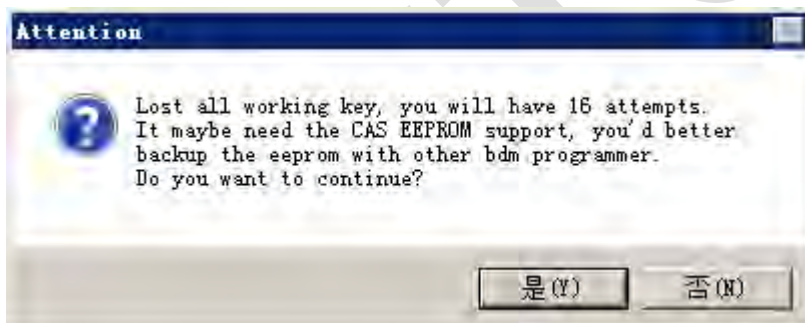 Attention
Lost all working key, you will have 16 attempts.
It maybe need the CAS EEPROM support, you'd better
backup the eeprom with other bdm programmer.
Do you want to continue?
是(Y) 否(N)